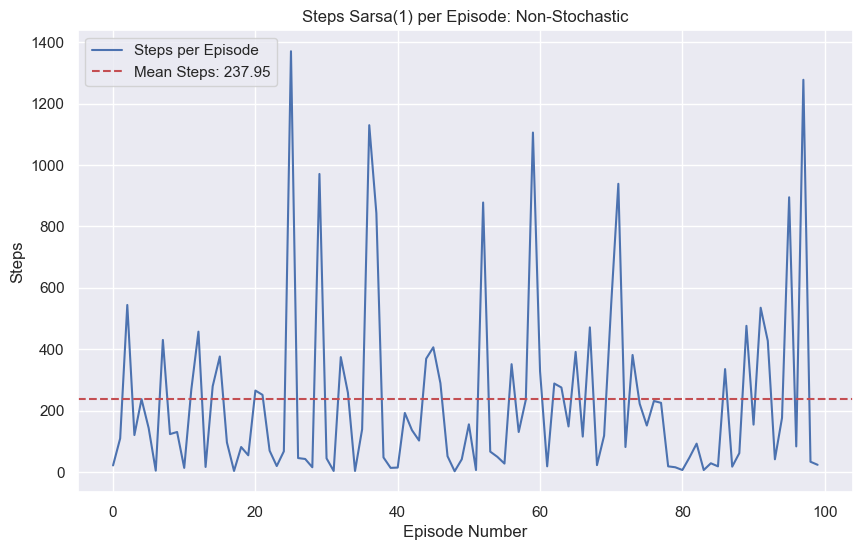 Steps Sarsa(1) per Episode: Non-Stochastic
Steps per Episode
Mean Steps: 237.95
1400
1200
1000
800
600
400
200
0
Steps
0 20 40 60 80 100
Episode Number